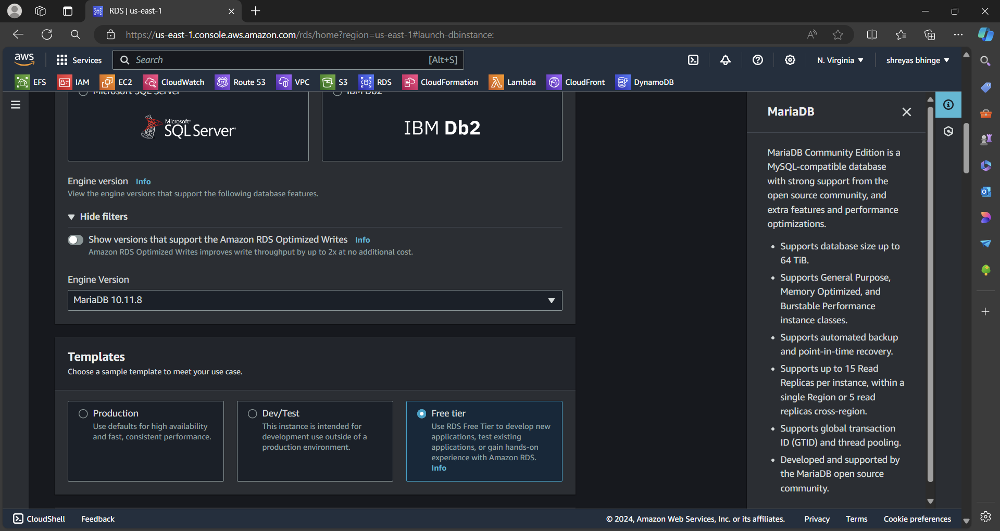 RDS | us-east-1
https://us-east-1.console.aws.amazon.com/rds/home?region=us-east-1#launch-dbinstance:
aws
Services
Search
[Alt+S]
N. Virginia
shreyas bhinge
EFS
IAM
EC2
CloudWatch
Route 53
VPC
S3
RDS
CloudFormation
Lambda
CloudFront
DynamoDB
Microsoft SQL Server
IBM Db2
Microsoft®
SQL Server
IBM Db2
Engine version Info
View the engine versions that support the following database features.
Hide filters
Show versions that support the Amazon RDS Optimized Writes Info
Amazon RDS Optimized Writes improves write throughput by up to 2x at no additional cost.
Engine Version
MariaDB 10.11.8
Templates
Choose a sample template to meet your use case.
Production
Use defaults for high availability
and fast, consistent performance.
Dev/Test
This instance is intended for
development use outside of a
production environment.
Free tier
Use RDS Free Tier to develop new
applications, test existing
applications, or gain hands-on
experience with Amazon RDS.
Info
MariaDB
MariaDB Community Edition is a
MySQL-compatible database
with strong support from the
open source community, and
extra features and performance
optimizations.
• Supports database size up to
64 TiB.
• Supports General Purpose,
Memory Optimized, and
Burstable Performance
instance classes.
• Supports automated backup
and point-in-time recovery.
• Supports up to 15 Read
Replicas per instance, within a
single Region or 5 read
replicas cross-region.
• Supports global transaction
ID (GTID) and thread pooling.
• Developed and supported by
the MariaDB open source
community.
CloudShell
Feedback
© 2024, Amazon Web Services, Inc. or its affiliates.
Privacy
Terms
Cookie preferences